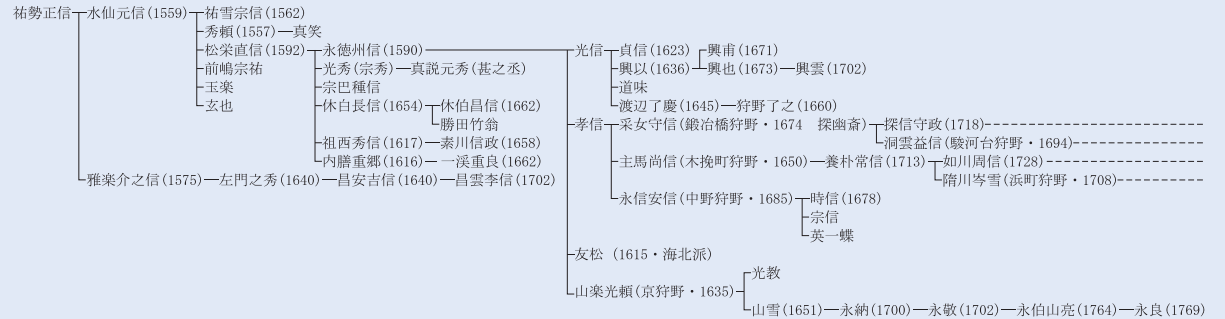 祐勢正信 水仙元信(1559) 祐雪宗信(1562)
秀頼(1557) 真笑
松栄直信(1592) 永徳州信(1590) 光信 貞信(1623) 興甫(1671)
前嶋宗祐 光秀(宗秀) 真説元秀(甚之丞) 興以(1636) 興也(1673) 興雲(1702)
玉楽 宗巴種信 道味
玄也 休白長信(1654) 休伯昌信(1662) 渡辺了慶(1645) 狩野了之(1660)
勝田竹翁 孝信 采女守信(鍛冶橋狩野・1674 探幽斎) 探信守政(1718)
祖酉秀信(1617) 素川信政(1658) 洞雲益信(駿河台狩野・1694)
内膳重郷(1616) 一渓重良(1662) 主馬尚信(木挽町狩野・1650) 養朴常信(1713) 如川周信(1728)
雅楽介之信(1575) 左門之秀(1640) 昌安吉信(1640) 昌雲李信(1702) 隋川岑雪(浜町狩野・1708)
永信安信(中野狩野・1685) 時信(1678)
宗信
英一蝶
友松 (1615・海北派)
光教
山楽光頼(京狩野・1635)
山雪(1651) 永納(1700) 永敬(1702) 永伯山亮(1764) 永良(1769)